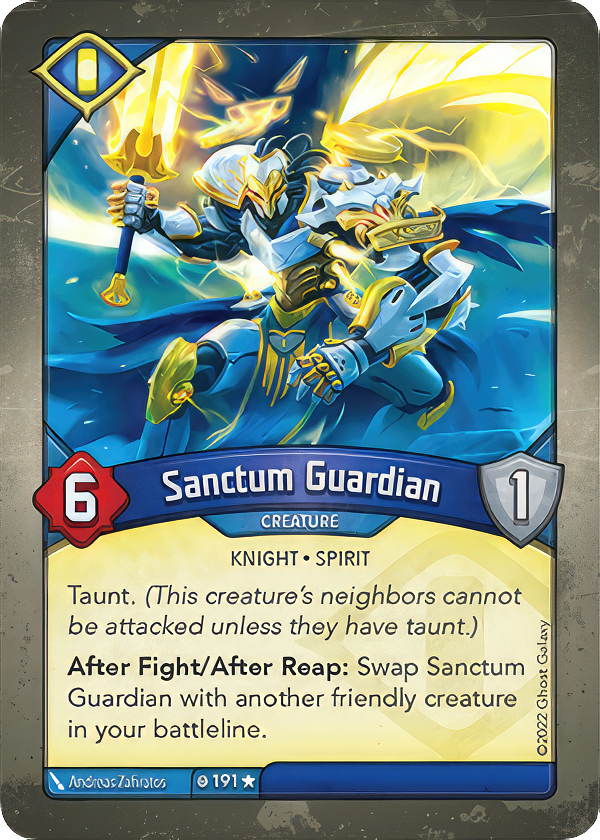 6
Sanctum Guardian
1
CREATURE
KNIGHT • SPIRIT
Taunt. (This creature's neighbors cannot
be attacked unless they have taunt.)
After Fight/After Reap: Swap Sanctum
Guardian with another friendly creature
in your battleline.
©2022 Ghost Galaxy
Andreas Zafiratos
191 ★